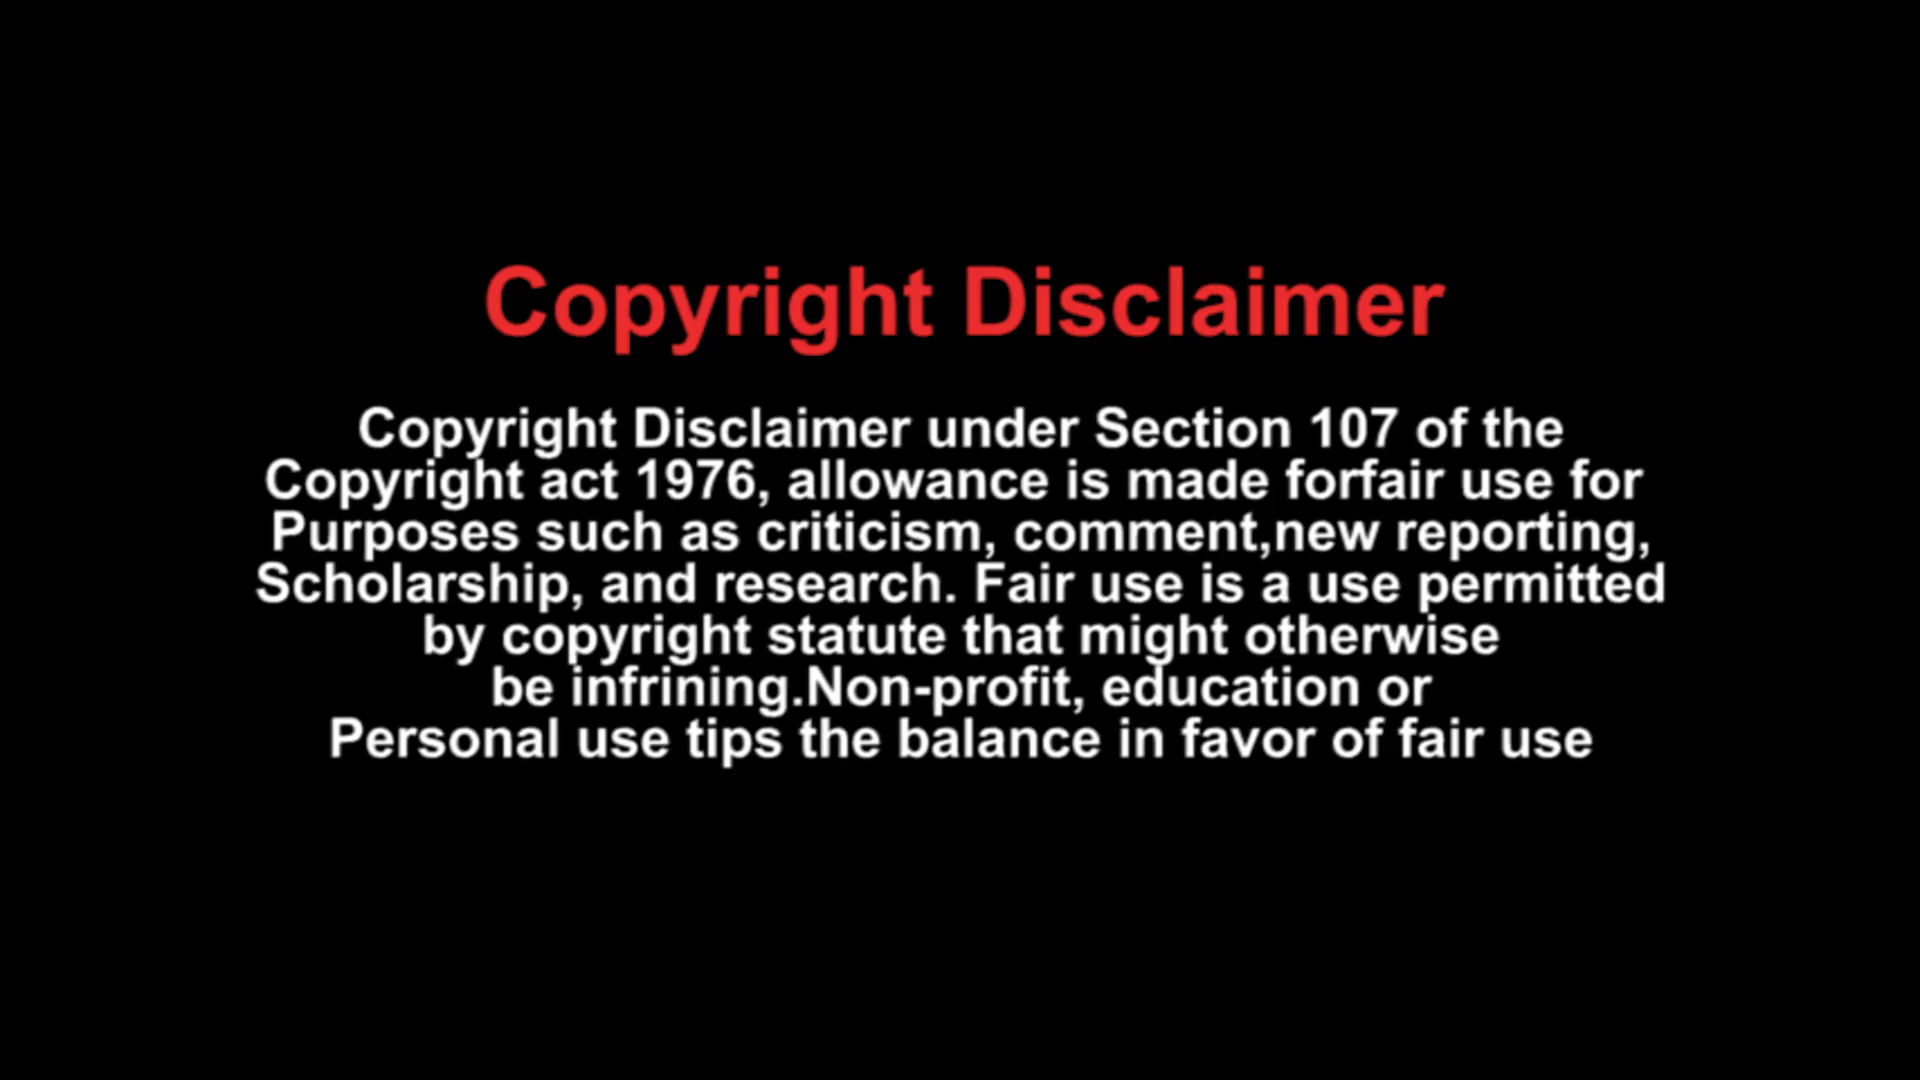 Copyright Disclaimer
Copyright Disclaimer under Section 107 of the
Copyright act 1976, allowance is made forfair use for
Purposes such as criticism, comment,new reporting,
Scholarship, and research. Fair use is a use permitted
by copyright statute that might otherwise
be infrining.Non-profit, education or
Personal use tips the balance in favor of fair use